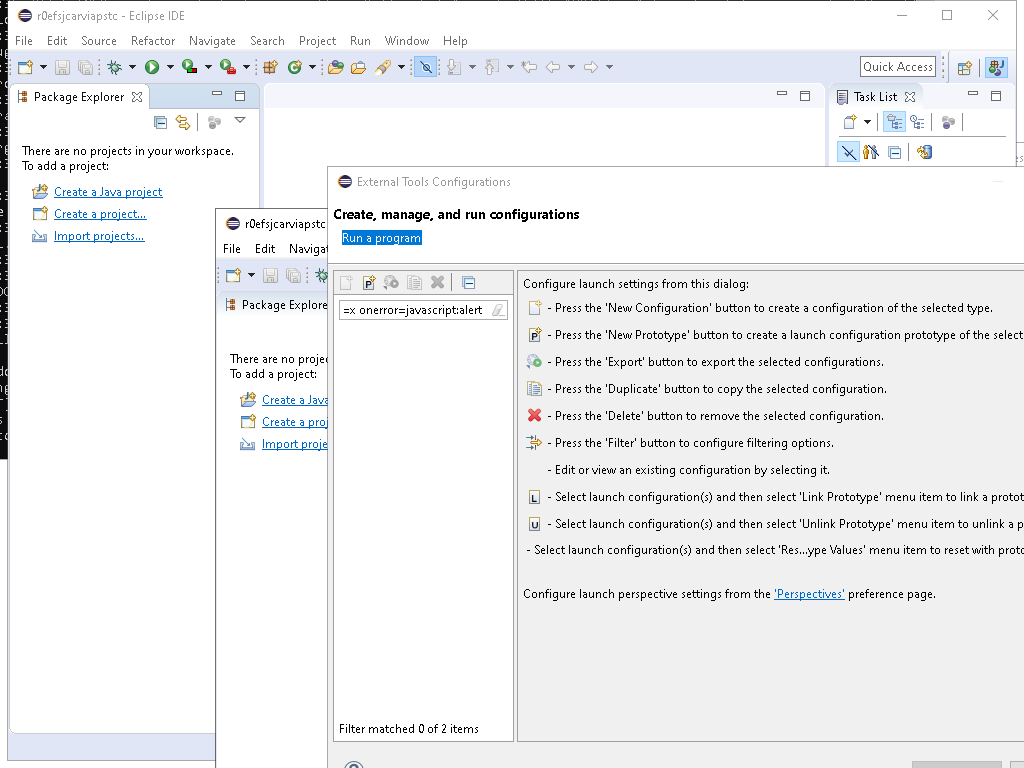 r0efsjcarviapstc - Eclipse IDE
File Edit Source Refactor Navigate Search Project Run Window Help
Quick Access
Package Explorer
Task List
There are no projects in your workspace.
To add a project:
Create a Java project
Create a project...
Import projects...
r0efsjcarviapstc
File Edit Naviga
Package Explore
There are no projec
To add a project:
Create a Java
Create a proj
Import proje
External Tools Configurations
Create, manage, and run configurations
Run a program
=x onerror=javascript:alert
Filter matched 0 of 2 items
Configure launch settings from this dialog:
- Press the 'New Configuration' button to create a configuration of the selected type.
- Press the 'New Prototype' button to create a launch configuration prototype of the select
- Press the 'Export' button to export the selected configurations.
- Press the 'Duplicate' button to copy the selected configuration.
- Press the 'Delete' button to remove the selected configuration.
- Press the 'Filter' button to configure filtering options.
- Edit or view an existing configuration by selecting it.
L - Select launch configuration(s) and then select 'Link Prototype' menu item to link a protot
U - Select launch configuration(s) and then select 'Unlink Prototype' menu item to unlink a p
- Select launch configuration(s) and then select 'Res...ype Values' menu item to reset with proto
Configure launch perspective settings from the 'Perspectives' preference page.